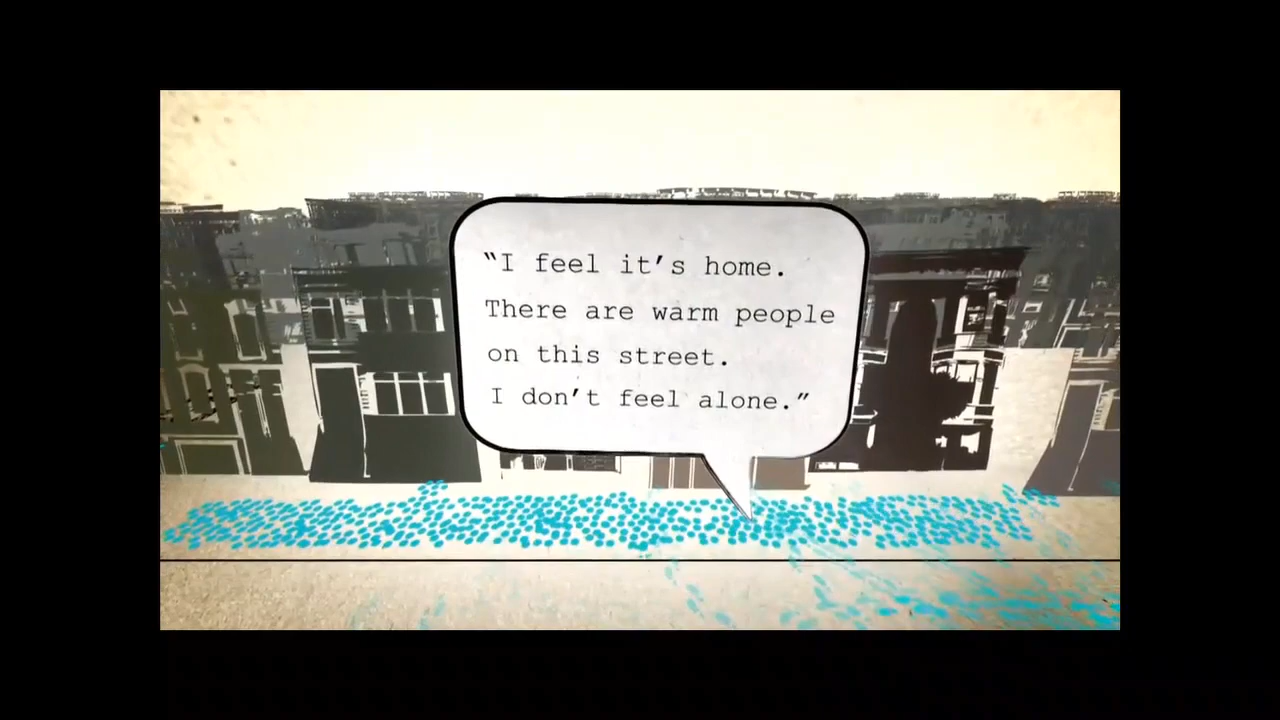 “I feel it’s home.
There are warm people
on this street.
I don’t feel alone.”